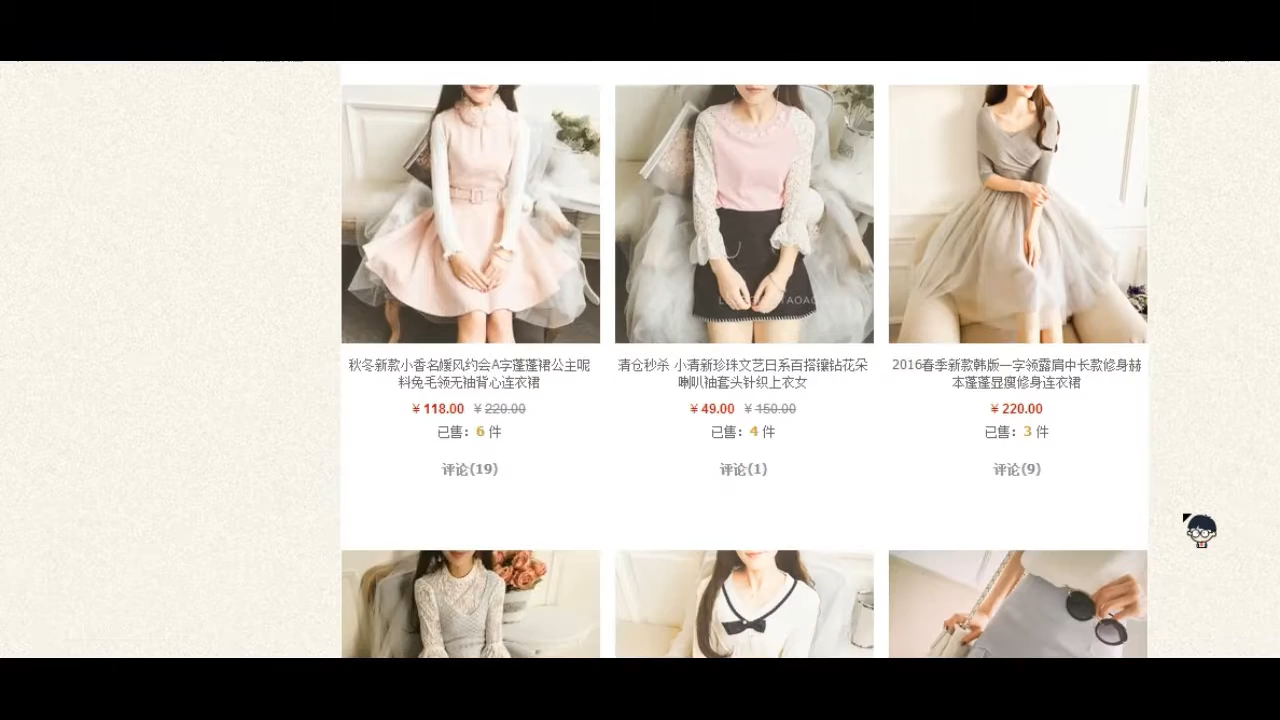 秋冬新款小香名媛风约会A字蓬蓬裙公主呢
料兔毛领无袖背心连衣裙
¥ 118.00 ¥ 220.00
已售：6 件
评论(19)
清仓秒杀 小清新珍珠文艺日系百搭镶钻花朵
喇叭袖套头针织上衣女
¥ 49.00 ¥ 150.00
已售：4 件
评论(1)
2016春季新款韩版一字领露肩中长款修身赫
本蓬蓬显瘦修身连衣裙
¥ 220.00
已售：3 件
评论(9)